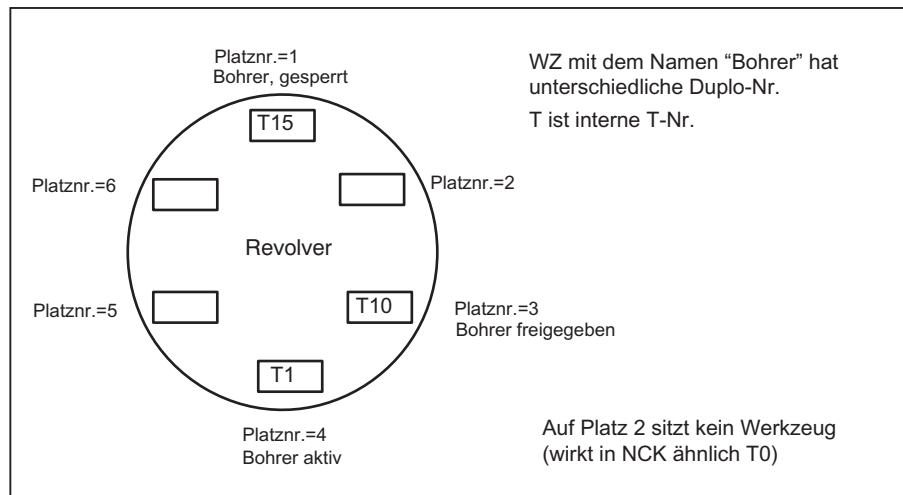 Platznr.=1
Bohrer, gesperrt
WZ mit dem Namen “Bohrer” hat
unterschiedliche Duplo-Nr.
T ist interne T-Nr.
T15
Platznr.=6
Platznr.=2
Revolver
Platznr.=5
T10
Platznr.=3
Bohrer freigegeben
T1
Platznr.=4
Bohrer aktiv
Auf Platz 2 sitzt kein Werkzeug
(wirkt in NCK ähnlich T0)